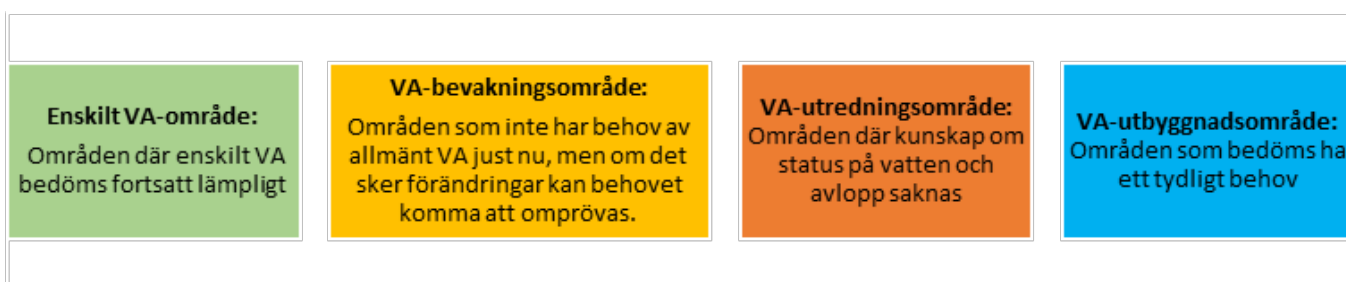 Enskilt VA-område:
Områden där enskilt VA
bedöms fortsatt lämpligt
VA-bevakningsområde:
Områden som inte har behov av
allmänt VA just nu, men om det
sker förändringar kan behovet
komma att omprövas.
VA-utredningsområde:
Områden där kunskap om
status på vatten och
avlopp saknas
VA-utbyggnadsområde:
Områden som bedöms ha
ett tydligt behov